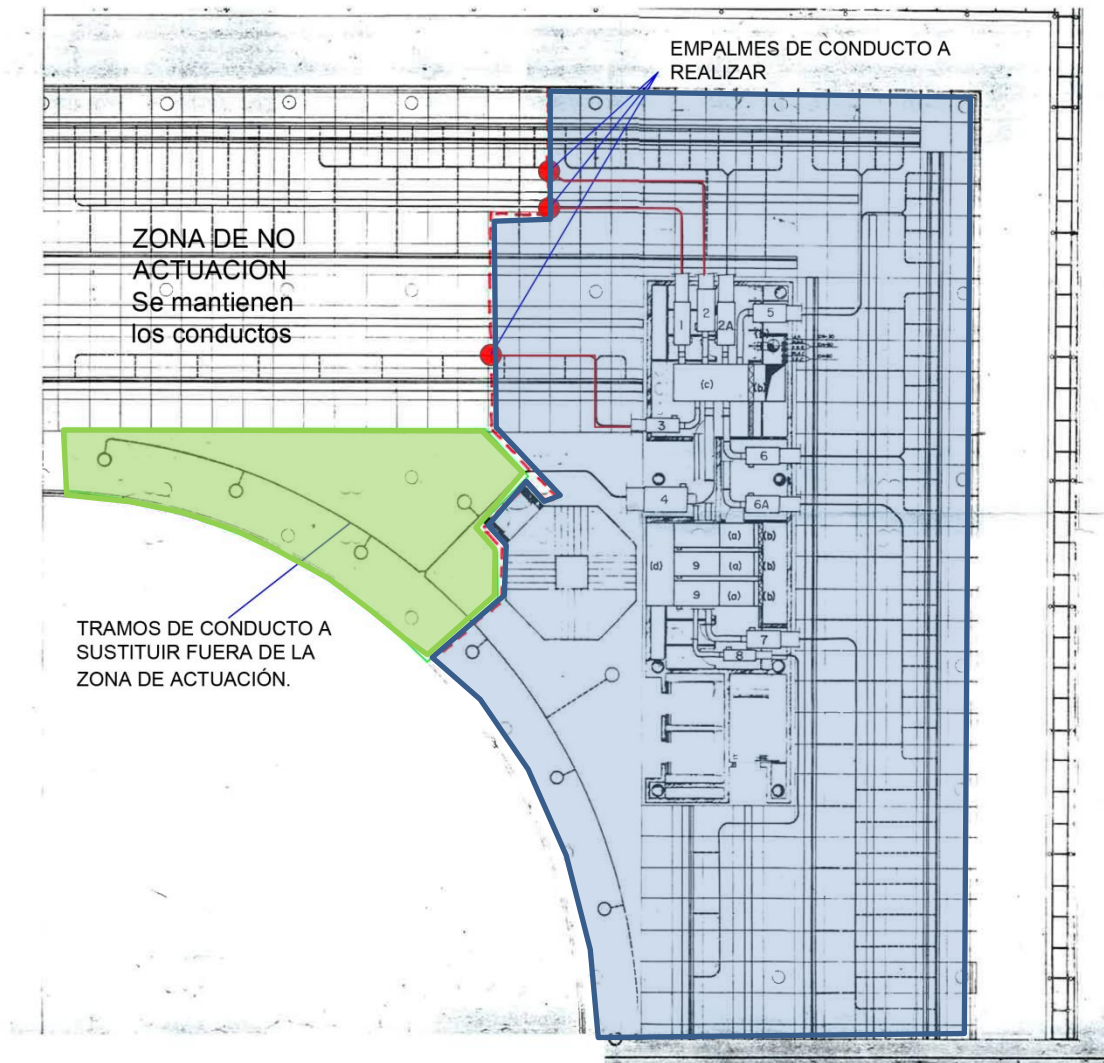 EMPALMES DE CONDUCTO A
REALIZAR
ZONA DE NO
ACTUACION
Se mantienen
los conductos
1
2
2A
5
(c)
(b)
3
6
4
6A
(a)
(b)
(d)
9
(a)
(b)
9
(a)
(b)
7
8
TRAMOS DE CONDUCTO A
SUSTITUIR FUERA DE LA
ZONA DE ACTUACIÓN.